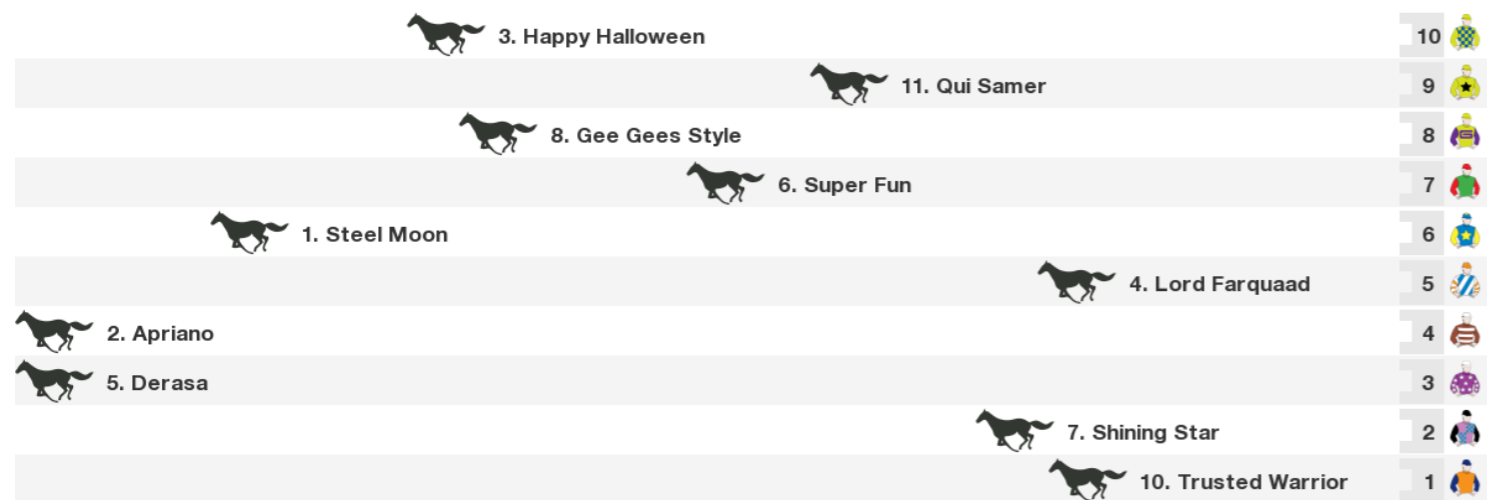 3. Happy Halloween 10
11. Qui Samer 9
8. Gee Gees Style 8
6. Super Fun 7
1. Steel Moon 6
4. Lord Farquaad 5
2. Apriano 4
5. Derasa 3
7. Shining Star 2
10. Trusted Warrior 1